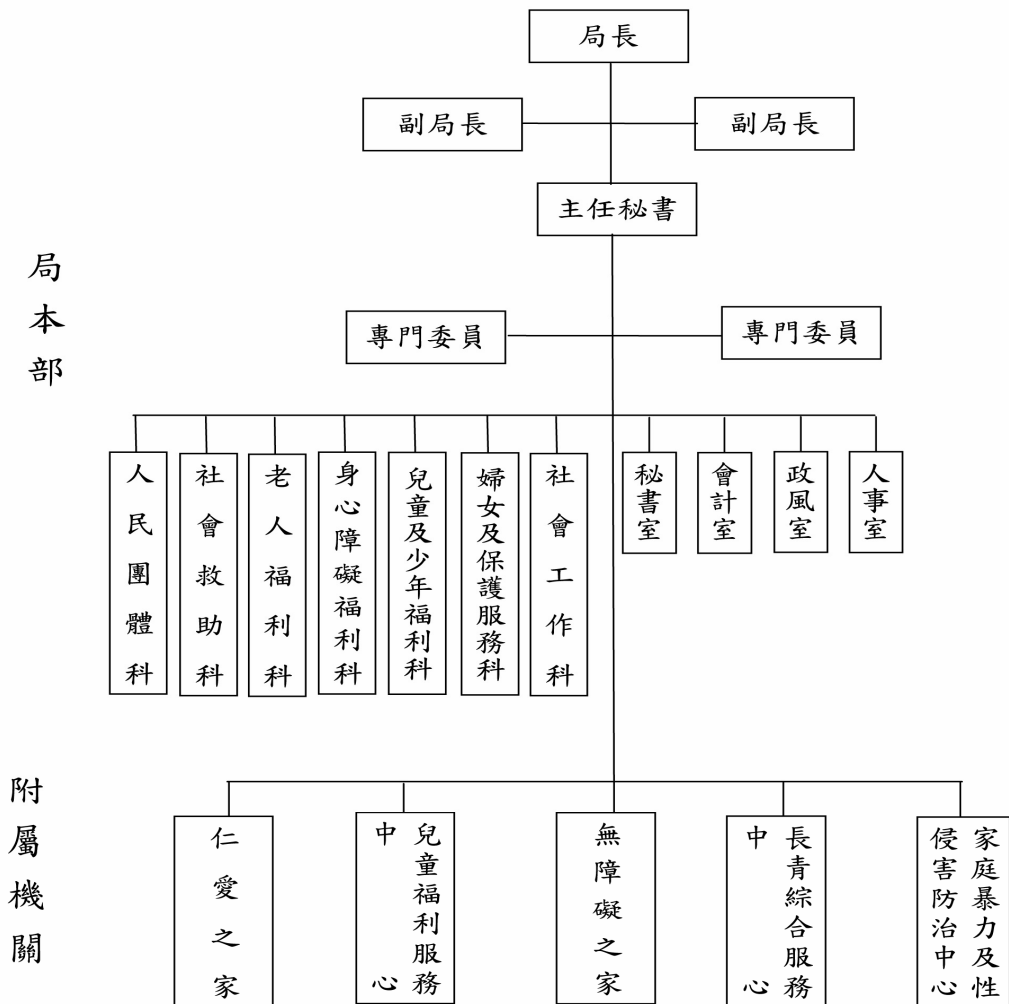 局長
副局長
副局長
主任秘書
局本部
專門委員
專門委員
人民團體科
社會救助科
老人福利科
身心障礙福利科
兒童及少年福利科
婦女及保護服務科
社會工作科
秘書室
會計室
政風室
人事室
附屬機關
仁愛之家
兒童福利服務
中心
無障礙之家
長青綜合服務
中心
家庭暴力及性
侵害防治中心